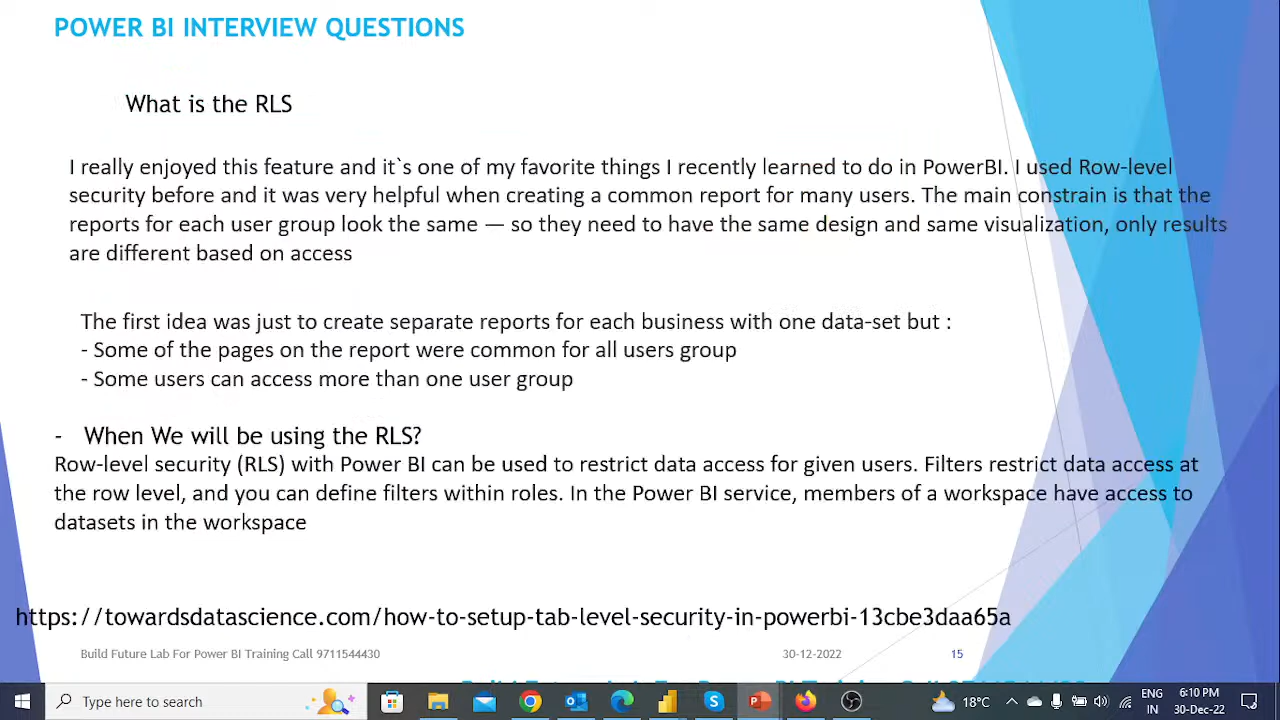 POWER BI INTERVIEW QUESTIONS
What is the RLS
I really enjoyed this feature and it`s one of my favorite things I recently learned to do in PowerBI. I used Row-level
security before and it was very helpful when creating a common report for many users. The main constrain is that the
reports for each user group look the same — so they need to have the same design and same visualization, only results
are different based on access
The first idea was just to create separate reports for each business with one data-set but :
- Some of the pages on the report were common for all users group
- Some users can access more than one user group
- When We will be using the RLS?
Row-level security (RLS) with Power BI can be used to restrict data access for given users. Filters restrict data access at
the row level, and you can define filters within roles. In the Power BI service, members of a workspace have access to
datasets in the workspace
https://towardsdatascience.com/how-to-setup-tab-level-security-in-powerbi-13cbe3daa65a
Build Future Lab For Power BI Training Call 9711544430
30-12-2022
15
Type here to search
18°C
ENG
IN
6:10 PM
30-Dec-22